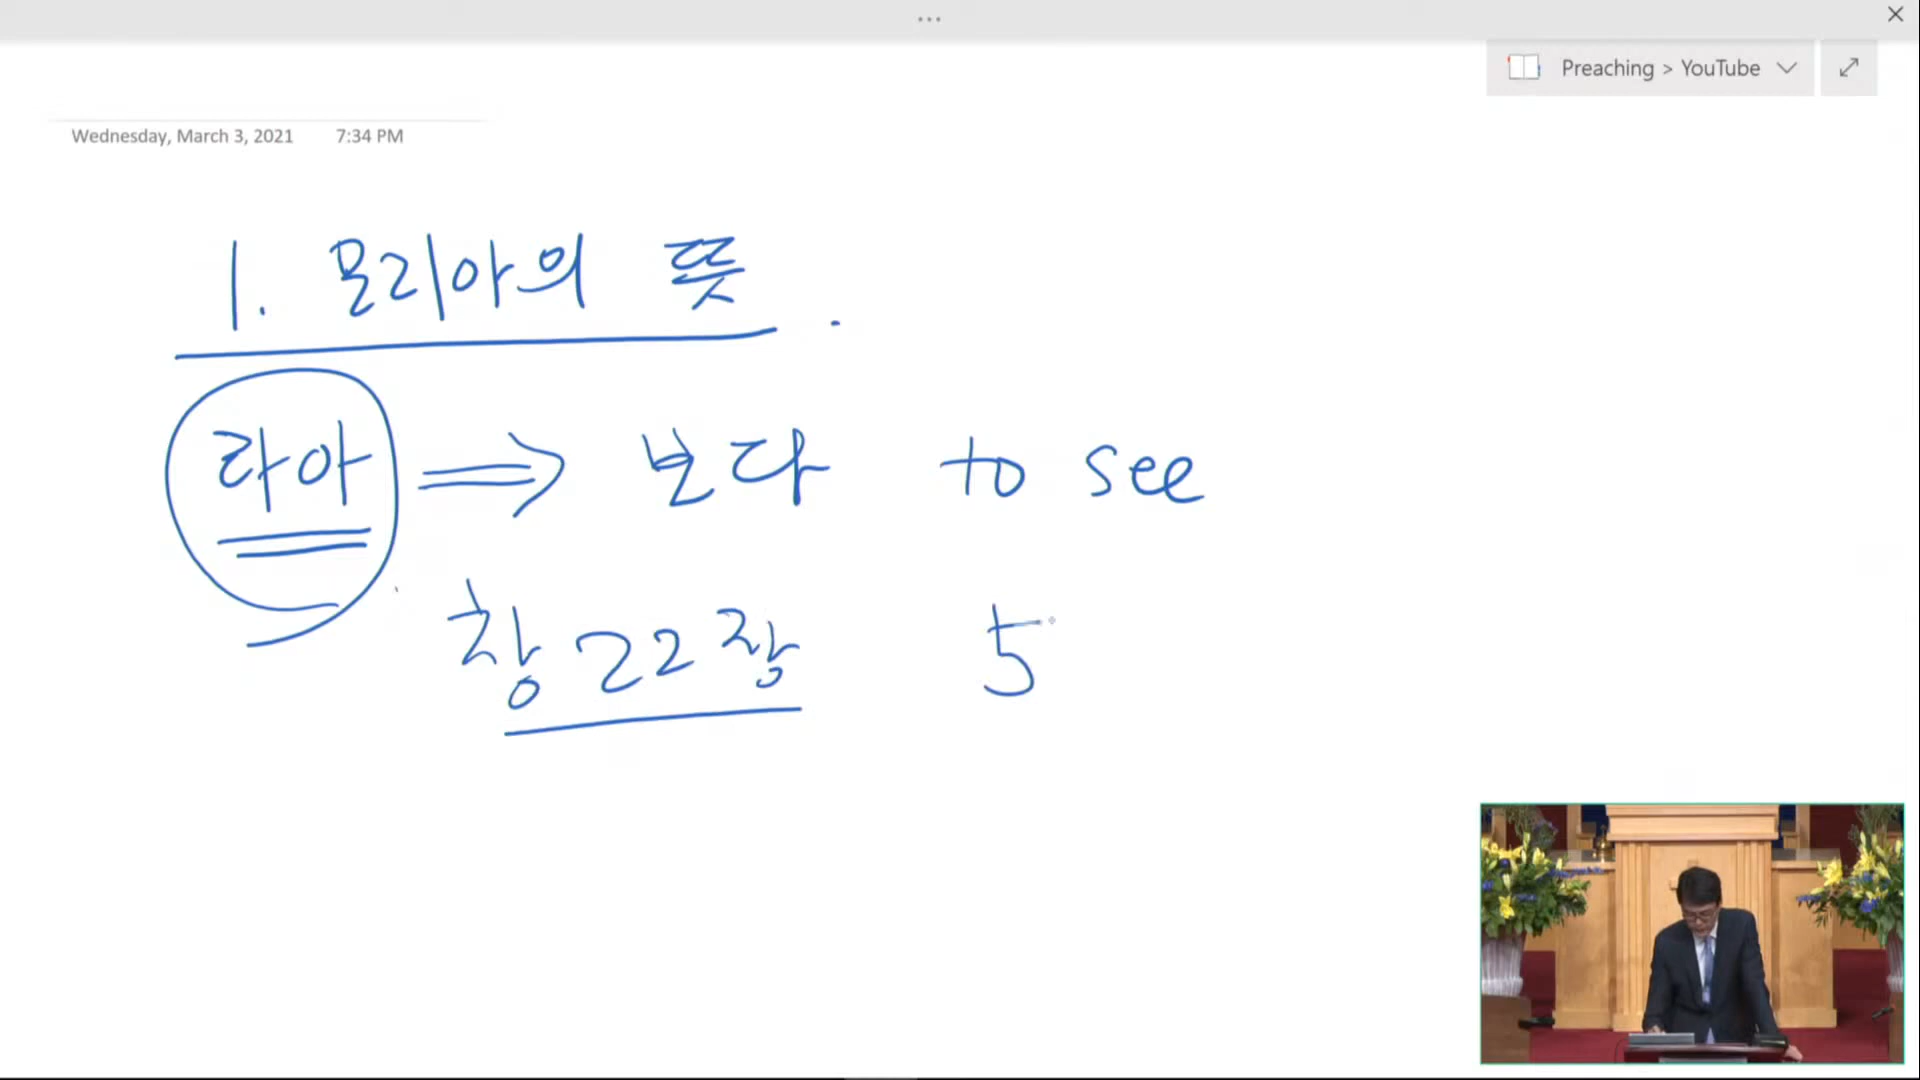 Preaching > YouTube
Wednesday, March 3, 2021 7:34 PM
1. 모리아의 뜻.
라아 ⇒ 보다 to see
창 22장 5